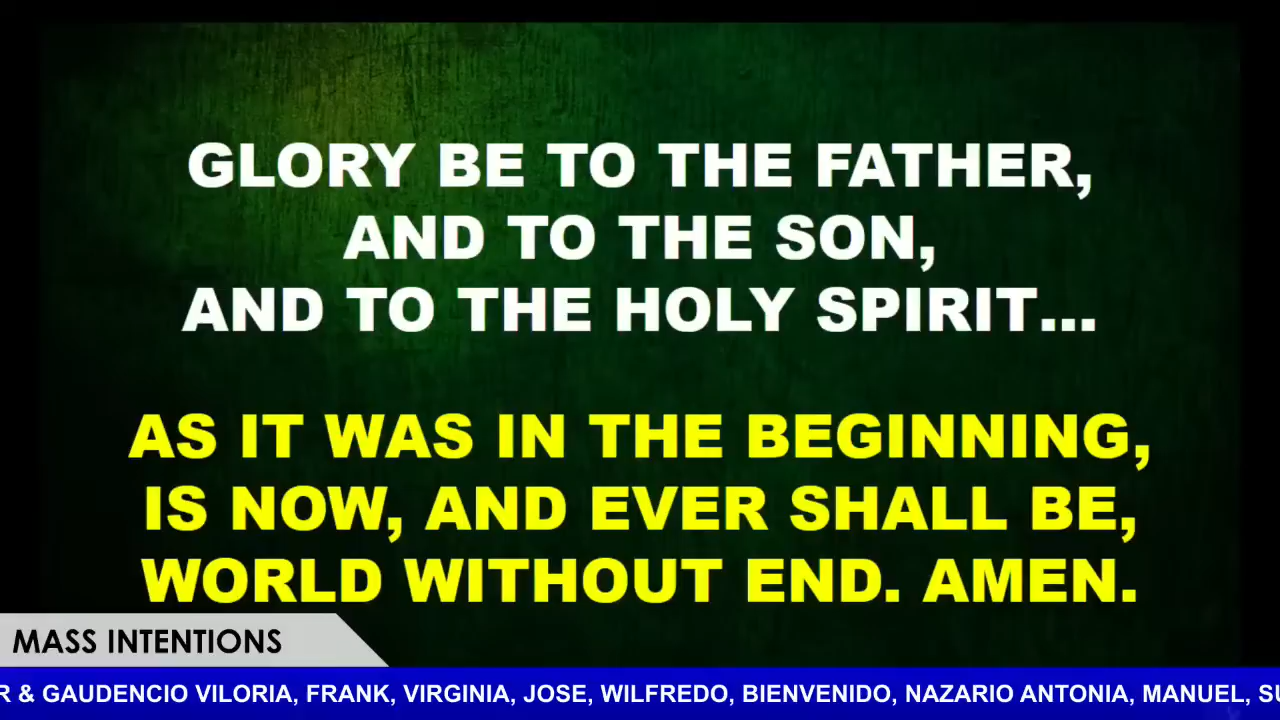 GLORY BE TO THE FATHER,
AND TO THE SON,
AND TO THE HOLY SPIRIT...
AS IT WAS IN THE BEGINNING,
IS NOW, AND EVER SHALL BE,
WORLD WITHOUT END. AMEN.
MASS INTENTIONS
R & GAUDENCIO VILORIA, FRANK, VIRGINIA, JOSE, WILFREDO, BIENVENIDO, NAZARIO ANTONIA, MANUEL,